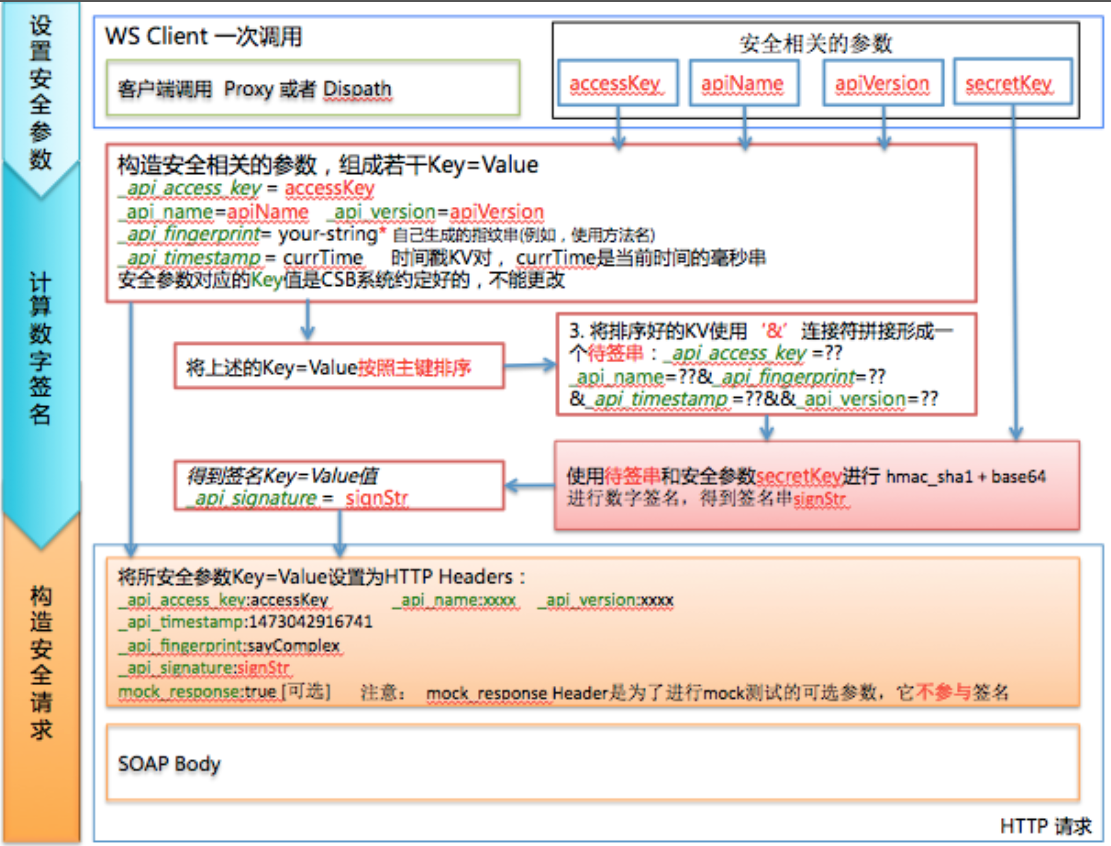 设置安全参数
WS Client 一次调用
客户端调用 Proxy 或者 Dispath
安全相关的参数
accessKey
apiName
apiVersion
secretKey
计算数字签名
构造安全相关的参数，组成若干Key=Value
_api_access_key = accessKey
_api_name=apiName _api_version=apiVersion
_api_fingerprint= your-string* 自己生成的指纹串(例如，使用方法名)
_api_timestamp = currTime 时间戳KV对， currTime是当前时间的毫秒串
安全参数对应的Key值是CSB系统约定好的，不能更改
将上述的Key=Value按照主键排序
3. 将排序好的KV使用 ‘&’ 连接符拼接形成一
个待签串：_api_access_key =??
_api_name=??&_api_fingerprint=??
&_api_timestamp =??&&_api_version=??
使用待签串和安全参数secretKey进行 hmac_sha1 + base64
进行数字签名，得到签名串signStr
得到签名Key=Value值
_api_signature = signStr
构造安全请求
将所安全参数Key=Value设置为HTTP Headers：
_api_access_key:accessKey _api_name:xxxx _api_version:xxxx
_api_timestamp:1473042916741
_api_fingerprint:sayComplex
_api_signature:signStr
mock_response:true [可选] 注意： mock_response Header是为了进行mock测试的可选参数，它不参与签名
SOAP Body
HTTP 请求